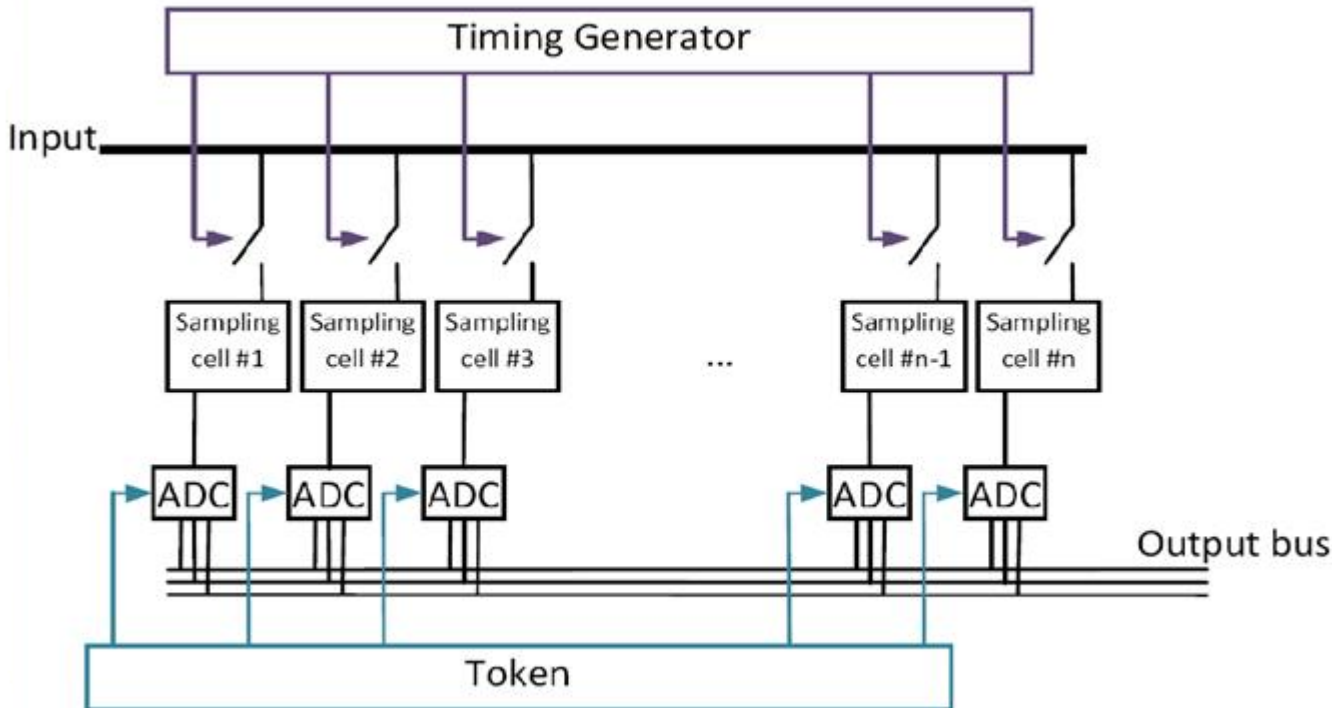 Timing Generator
Input
Sampling
cell #1
Sampling
cell #2
Sampling
cell #3
...
Sampling
cell #n-1
Sampling
cell #n
ADC
ADC
ADC
ADC
ADC
Output bus
Token